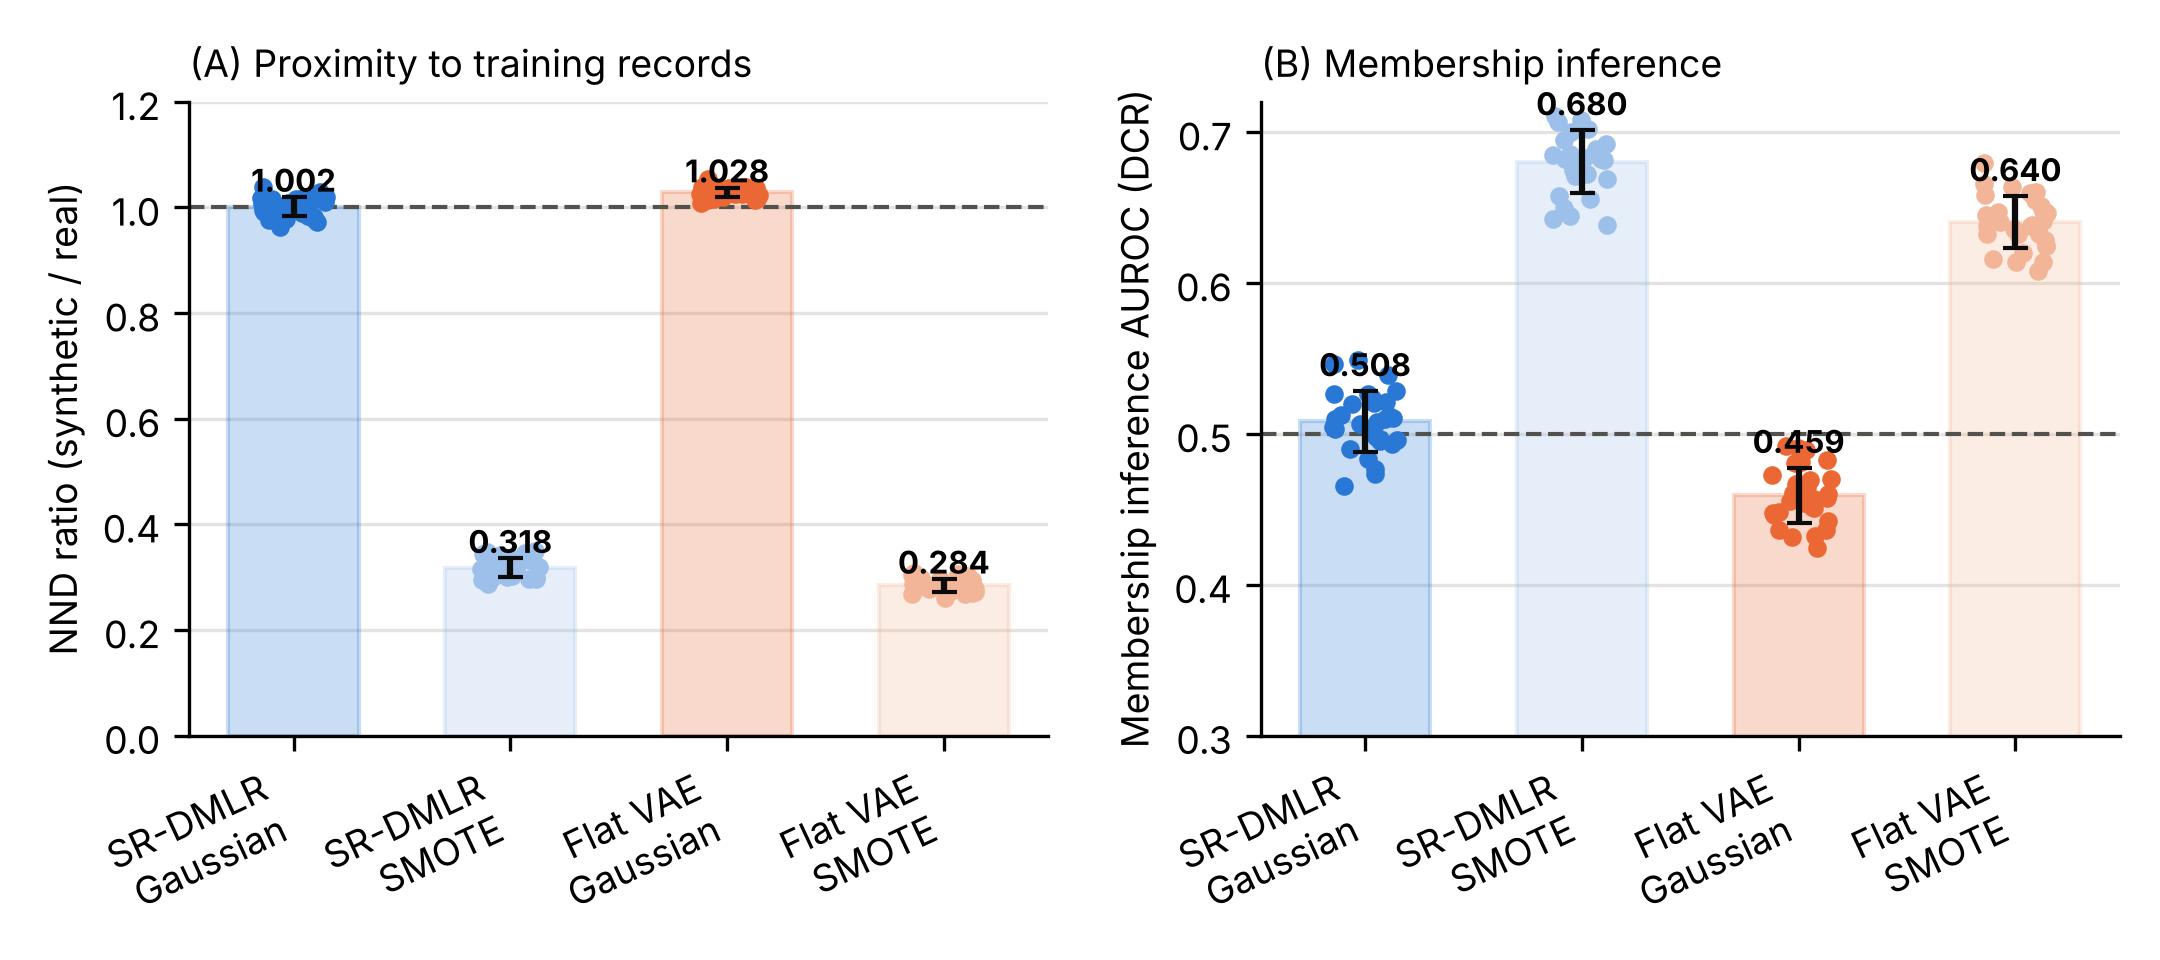 (A) Proximity to training records
NND ratio (synthetic / real)
1.2
1.0
0.8
0.6
0.4
0.2
0.0
1.002
0.318
1.028
0.284
SR-DMLR
Gaussian
SR-DMLR
SMOTE
Flat VAE
Gaussian
Flat VAE
SMOTE
(B) Membership inference
Membership inference AUROC (DCR)
0.7
0.6
0.5
0.4
0.3
0.508
0.680
0.459
0.640
SR-DMLR
Gaussian
SR-DMLR
SMOTE
Flat VAE
Gaussian
Flat VAE
SMOTE